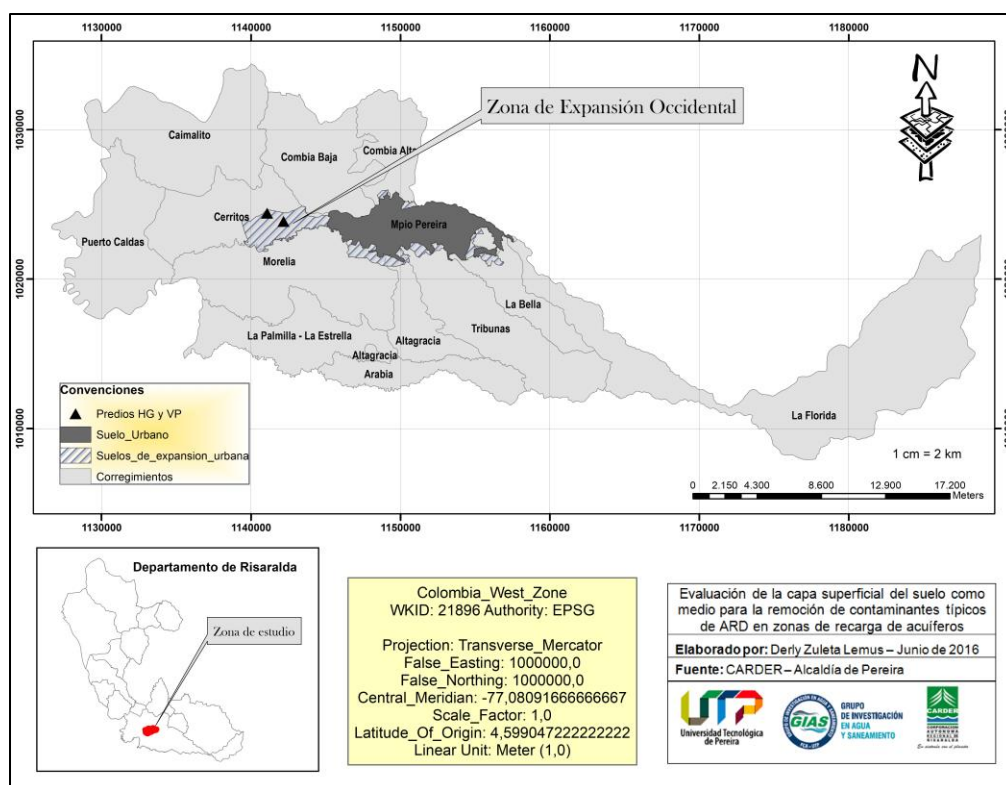 1130000 1140000 1150000 1160000 1170000 1180000
N
Zona de Expansión Occidental
1030000
Caimalito
Combia Baja
Combia Alta
Cerritos
Mpio Pereira
Puerto Caldas
Morelia
1020000
La Bella
Tribunas
La Palmilla - La Estrella
Altagracia
Altagracia
Arabia
La Florida
1010000
Convenciones
Predios HG y VP
Suelo_Urbano
Suelos_de_expansion_urbana
Corregimientos
1 cm = 2 km
0 2.150 4.300 8.600 12.900 17.200
Meters
1130000 1140000 1150000 1160000 1170000 1180000
Departamento de Risaralda
Zona de estudio
Colombia_West_Zone
WKID: 21896 Authority: EPSG
Projection: Transverse_Mercator
False_Easting: 1000000,0
False_Northing: 1000000,0
Central_Meridian: -77,08091666666667
Scale_Factor: 1,0
Latitude_Of_Origin: 4,599047222222222
Linear Unit: Meter (1,0)
Evaluación de la capa superficial del suelo como
medio para la remoción de contaminantes típicos
de ARD en zonas de recarga de acuíferos
Elaborado por: Derly Zuleta Lemus – Junio de 2016
Fuente: CARDER – Alcaldía de Pereira
UTP
Universidad Tecnológica
de Pereira
GIAS
GRUPO
DE INVESTIGACIÓN
EN AGUA
Y SANEAMIENTO
CARDER
CORPORACIÓN
AUTÓNOMA
REGIONAL DE
RISARALDA